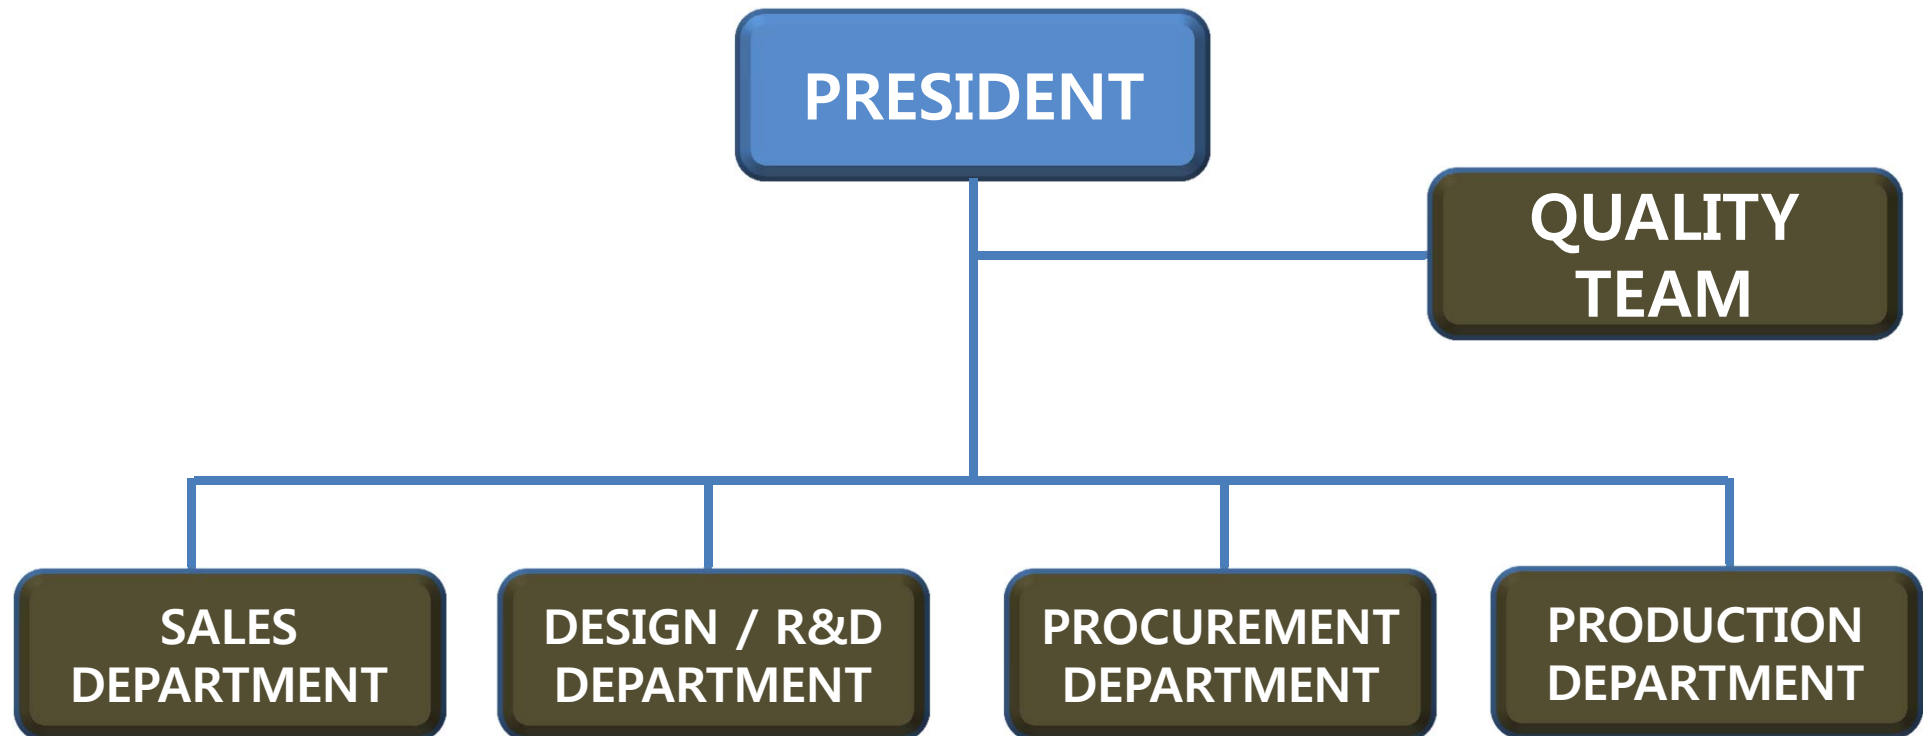 PRESIDENT
QUALITY
TEAM
SALES
DEPARTMENT
DESIGN / R&D
DEPARTMENT
PROCUREMENT
DEPARTMENT
PRODUCTION
DEPARTMENT